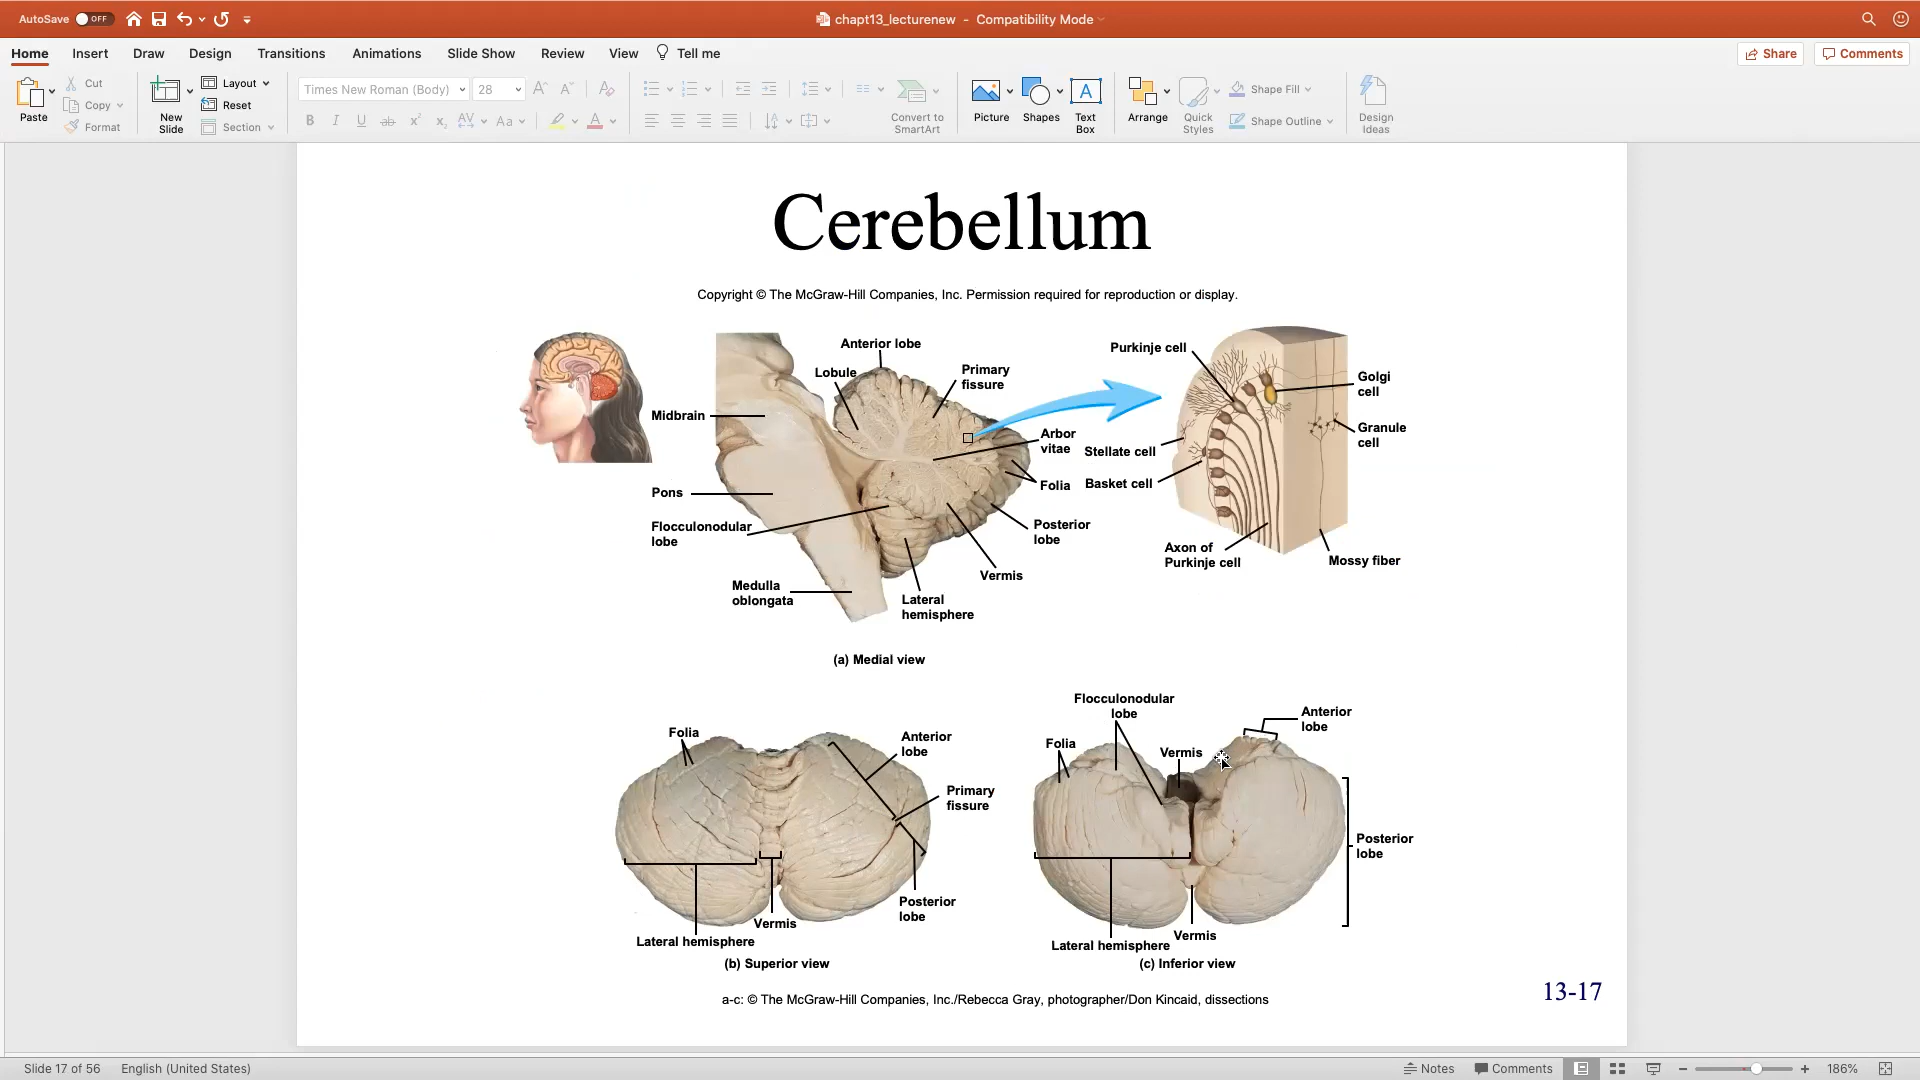 AutoSave OFF
chapt13_lecturenew - Compatibility Mode
Home Insert Draw Design Transitions Animations Slide Show Review View Tell me
Share Comments
Paste
Cut
Copy
Format
New
Slide
Layout
Reset
Section
Times New Roman (Body) 28
Convert to
SmartArt
Picture
Shapes
Text
Box
Arrange
Quick
Styles
Shape Fill
Shape Outline
Design
Ideas
Cerebellum
Copyright © The McGraw-Hill Companies, Inc. Permission required for reproduction or display.
Anterior lobe
Lobule
Primary
fissure
Midbrain
Arbor
vitae
Pons
Folia
Flocculonodular
lobe
Posterior
lobe
Vermis
Medulla
oblongata
Lateral
hemisphere
Purkinje cell
Golgi
cell
Granule
cell
Stellate cell
Basket cell
Axon of
Purkinje cell
Mossy fiber
(a) Medial view
Folia
Anterior
lobe
Primary
fissure
Posterior
lobe
Vermis
Lateral hemisphere
(b) Superior view
Flocculonodular
lobe
Folia
Vermis
Anterior
lobe
Posterior
lobe
Vermis
Lateral hemisphere
(c) Inferior view
a-c: © The McGraw-Hill Companies, Inc./Rebecca Gray, photographer/Don Kincaid, dissections
13-17
Slide 17 of 56 English (United States)
Notes Comments 186%